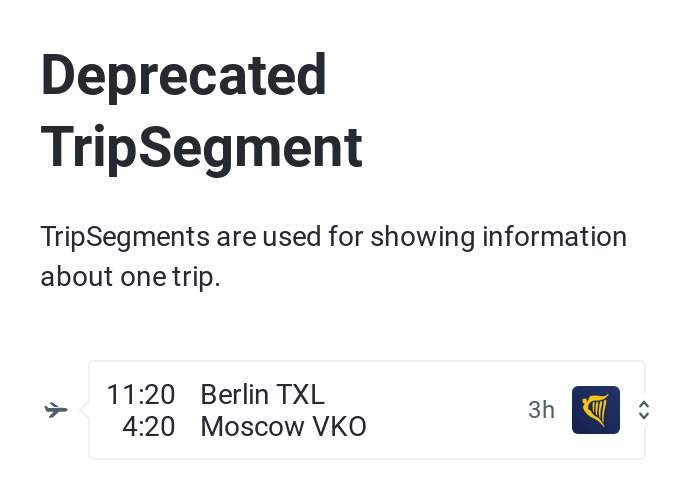 Deprecated
TripSegment
TripSegments are used for showing information
about one trip.
11:20 Berlin TXL
4:20 Moscow VKO
3h